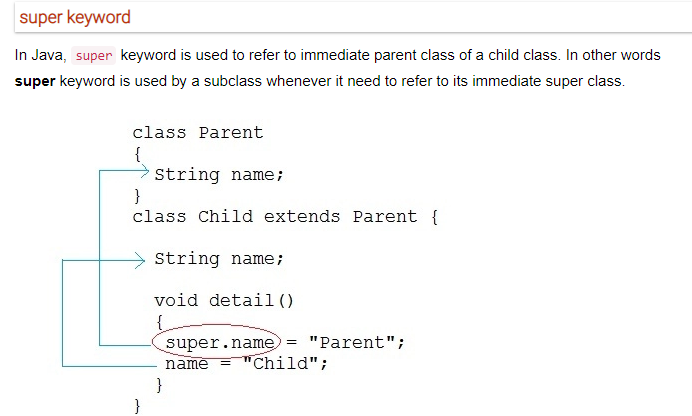 super keyword
In Java, super keyword is used to refer to immediate parent class of a child class. In other words
super keyword is used by a subclass whenever it need to refer to its immediate super class.
class Parent
{
String name;
}
class Child extends Parent {
String name;
void detail()
{
super.name = "Parent";
name = "Child";
}
}